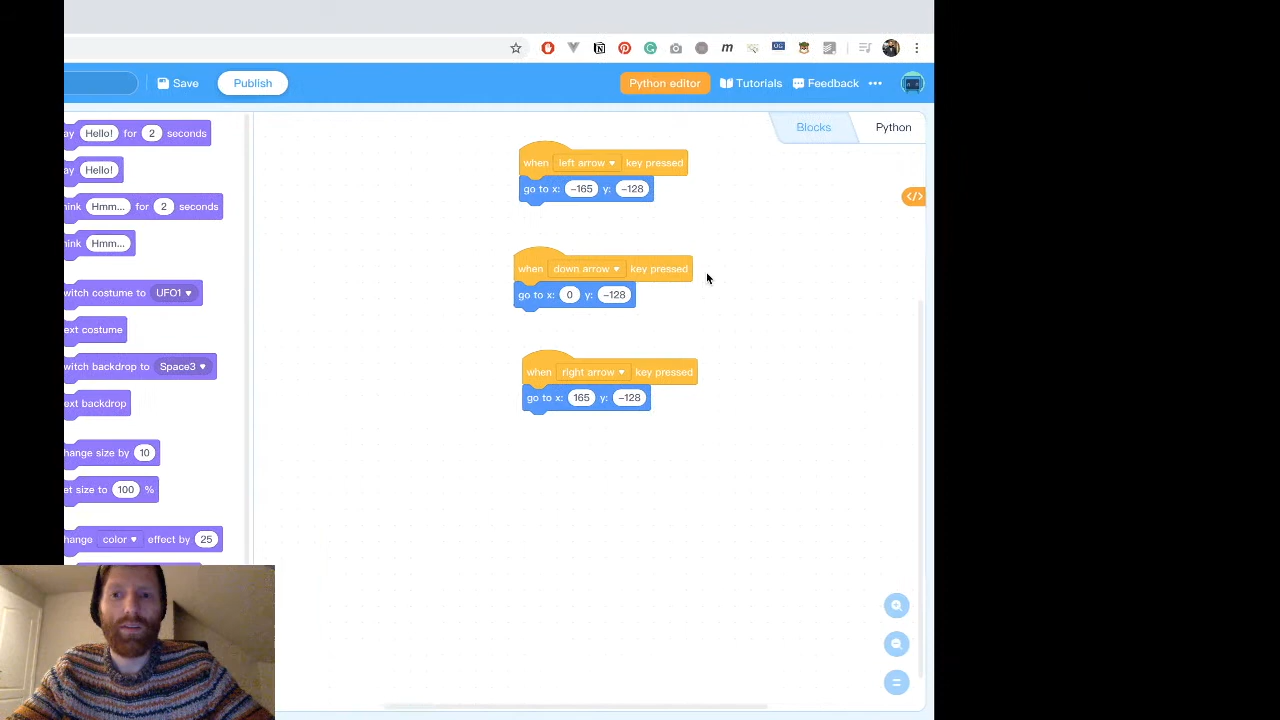 m OG
Save Publish Python editor Tutorials Feedback
Blocks Python
ay Hello! for 2 seconds
ay Hello!
hink Hmm... for 2 seconds
hink Hmm...
witch costume to UFO1
ext costume
witch backdrop to Space3
ext backdrop
hange size by 10
et size to 100 %
hange color effect by 25
when left arrow key pressed
go to x: -165 y: -128
when down arrow key pressed
go to x: 0 y: -128
when right arrow key pressed
go to x: 165 y: -128